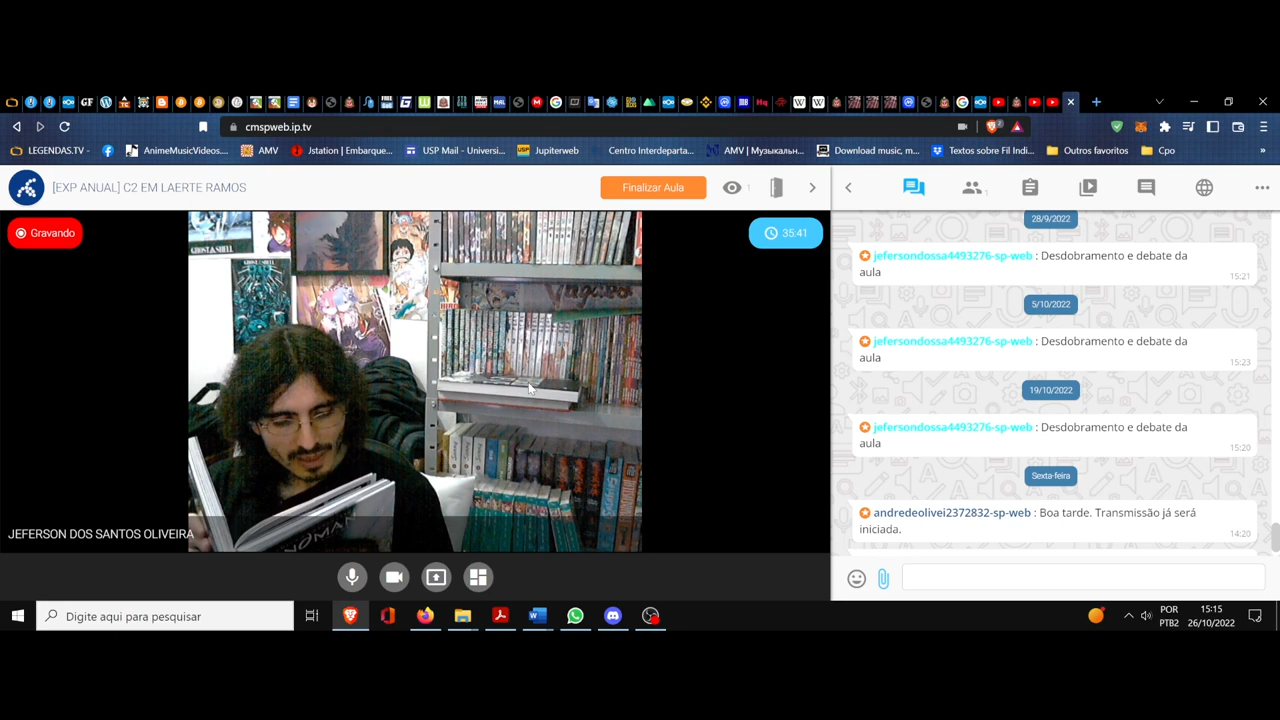 cmspweb.ip.tv
2
LEGENDAS.TV -
AnimeMusicVideos....
AMV
Jstation | Embarque...
USP Mail - Universi...
Jupiterweb
Centro Interdeparta...
AMV | Музыкальн...
Download music, m...
Textos sobre Fil Indi...
Outros favoritos
Cpo
»
[EXP ANUAL] C2 EM LAERTE RAMOS
Finalizar Aula
1
1
Gravando
35:41
JEFERSON DOS SANTOS OLIVEIRA
28/9/2022
jefersondossa4493276-sp-web : Desdobramento e debate da
aula
15:21
5/10/2022
jefersondossa4493276-sp-web : Desdobramento e debate da
aula
15:23
19/10/2022
jefersondossa4493276-sp-web : Desdobramento e debate da
aula
15:20
Sexta-feira
andredeolivei2372832-sp-web : Boa tarde. Transmissão já será
iniciada.
14:20
Digite aqui para pesquisar
POR
PTB2
15:15
26/10/2022